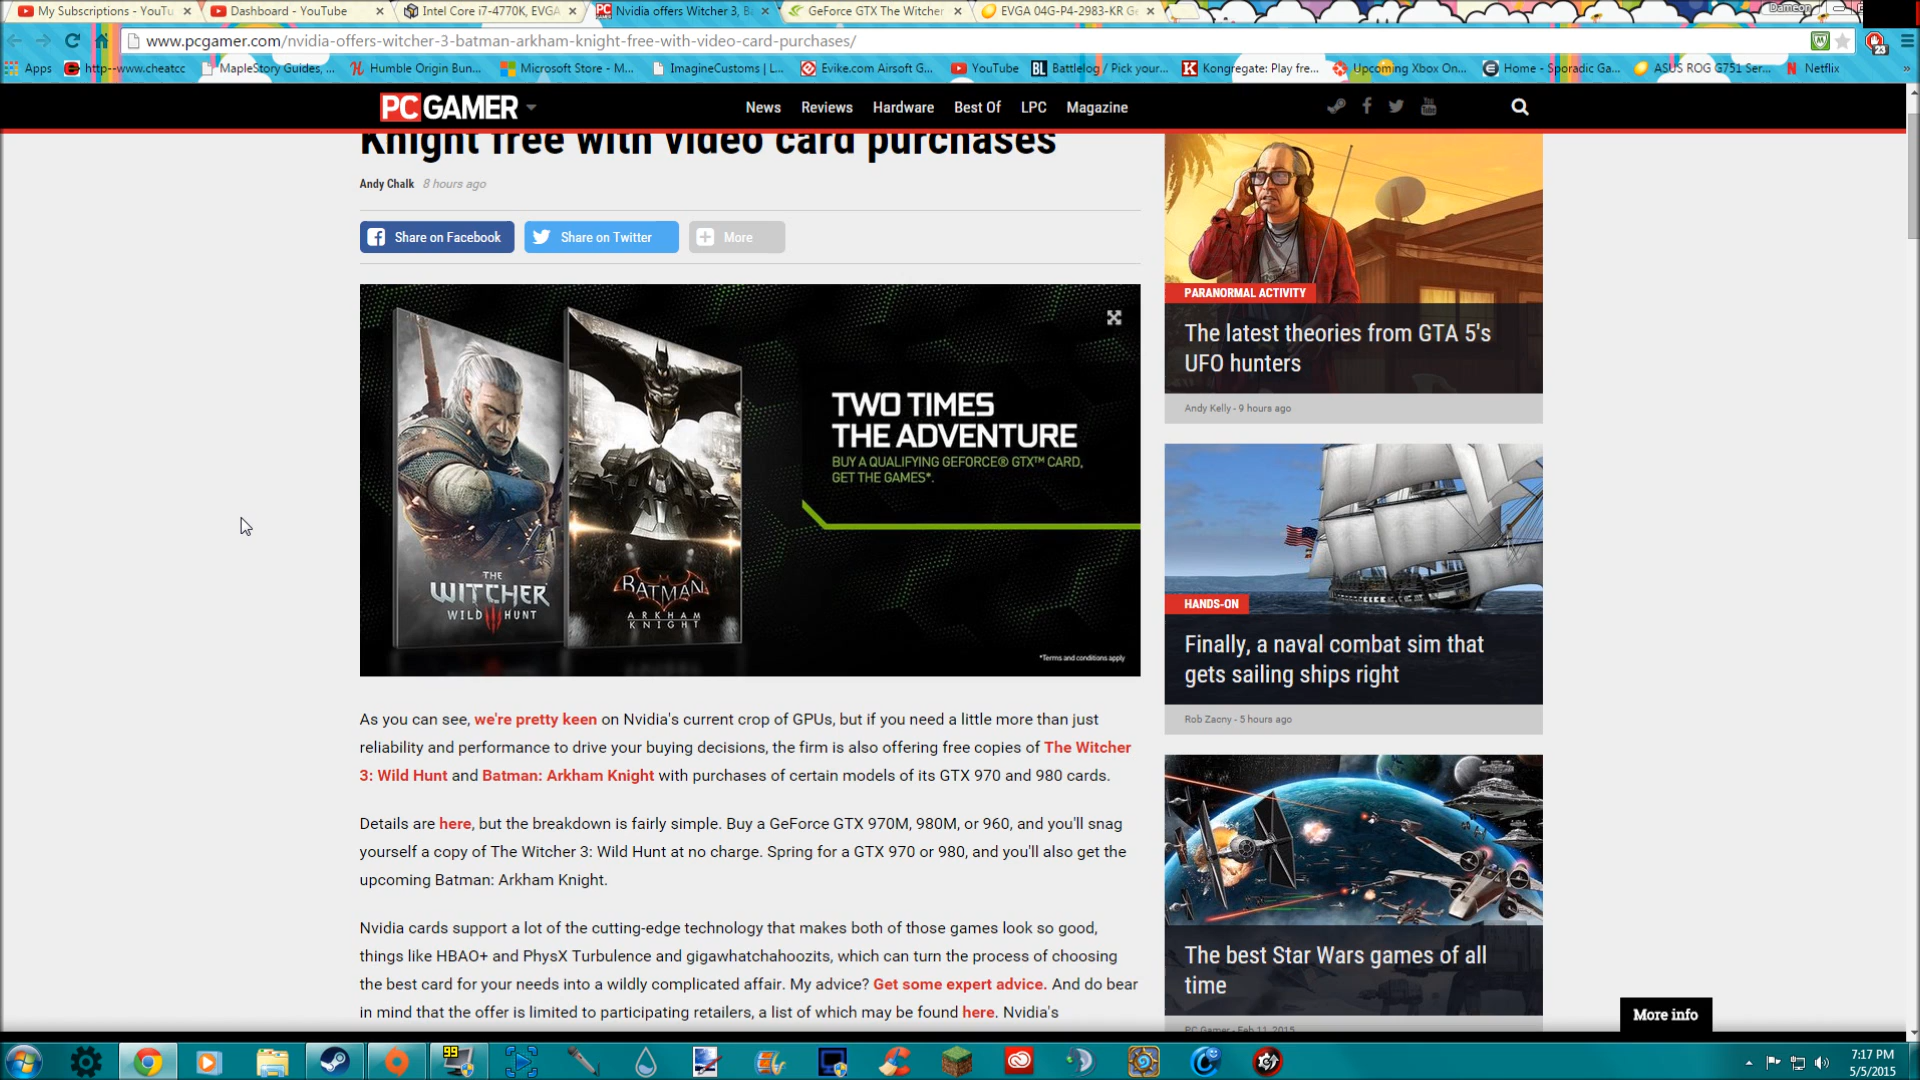 My Subscriptions - YouTu
Dashboard - YouTube
Intel Core i7-4770K, EVGA
Nvidia offers Witcher 3, B
GeForce GTX The Witcher
EVGA 04G-P4-2983-KR G
Dameon
www.pcgamer.com/nvidia-offers-witcher-3-batman-arkham-knight-free-with-video-card-purchases/
23
Apps
http--www.cheatcc
MapleStory Guides, ...
Humble Origin Bun...
Microsoft Store - M...
ImagineCustoms | L...
Evike.com Airsoft G...
YouTube
BL Battlelog / Pick your...
K Kongregate: Play fre...
Upcoming Xbox On...
Home - Sporadic Ga...
ASUS ROG G751 Ser...
N Netflix
»
PC GAMER
News
Reviews
Hardware
Best Of
LPC
Magazine
Knight free with video card purchases
Andy Chalk 8 hours ago
Share on Facebook
Share on Twitter
More
THE
WITCHER
WILD HUNT
BATMAN
ARKHAM
KNIGHT
TWO TIMES
THE ADVENTURE
BUY A QUALIFYING GEFORCE® GTX™ CARD,
GET THE GAMES*.
*Terms and conditions apply
As you can see, we're pretty keen on Nvidia's current crop of GPUs, but if you need a little more than just
reliability and performance to drive your buying decisions, the firm is also offering free copies of The Witcher
3: Wild Hunt and Batman: Arkham Knight with purchases of certain models of its GTX 970 and 980 cards.
Details are here, but the breakdown is fairly simple. Buy a GeForce GTX 970M, 980M, or 960, and you'll snag
yourself a copy of The Witcher 3: Wild Hunt at no charge. Spring for a GTX 970 or 980, and you'll also get the
upcoming Batman: Arkham Knight.
Nvidia cards support a lot of the cutting-edge technology that makes both of those games look so good,
things like HBAO+ and PhysX Turbulence and gigawhatchahoozits, which can turn the process of choosing
the best card for your needs into a wildly complicated affair. My advice? Get some expert advice. And do bear
in mind that the offer is limited to participating retailers, a list of which may be found here. Nvidia's
PARANORMAL ACTIVITY
The latest theories from GTA 5's
UFO hunters
Andy Kelly - 9 hours ago
HANDS-ON
Finally, a naval combat sim that
gets sailing ships right
Rob Zacny - 5 hours ago
The best Star Wars games of all
time
PC Gamer - Feb 11, 2015
More info
99
7:17 PM
5/5/2015